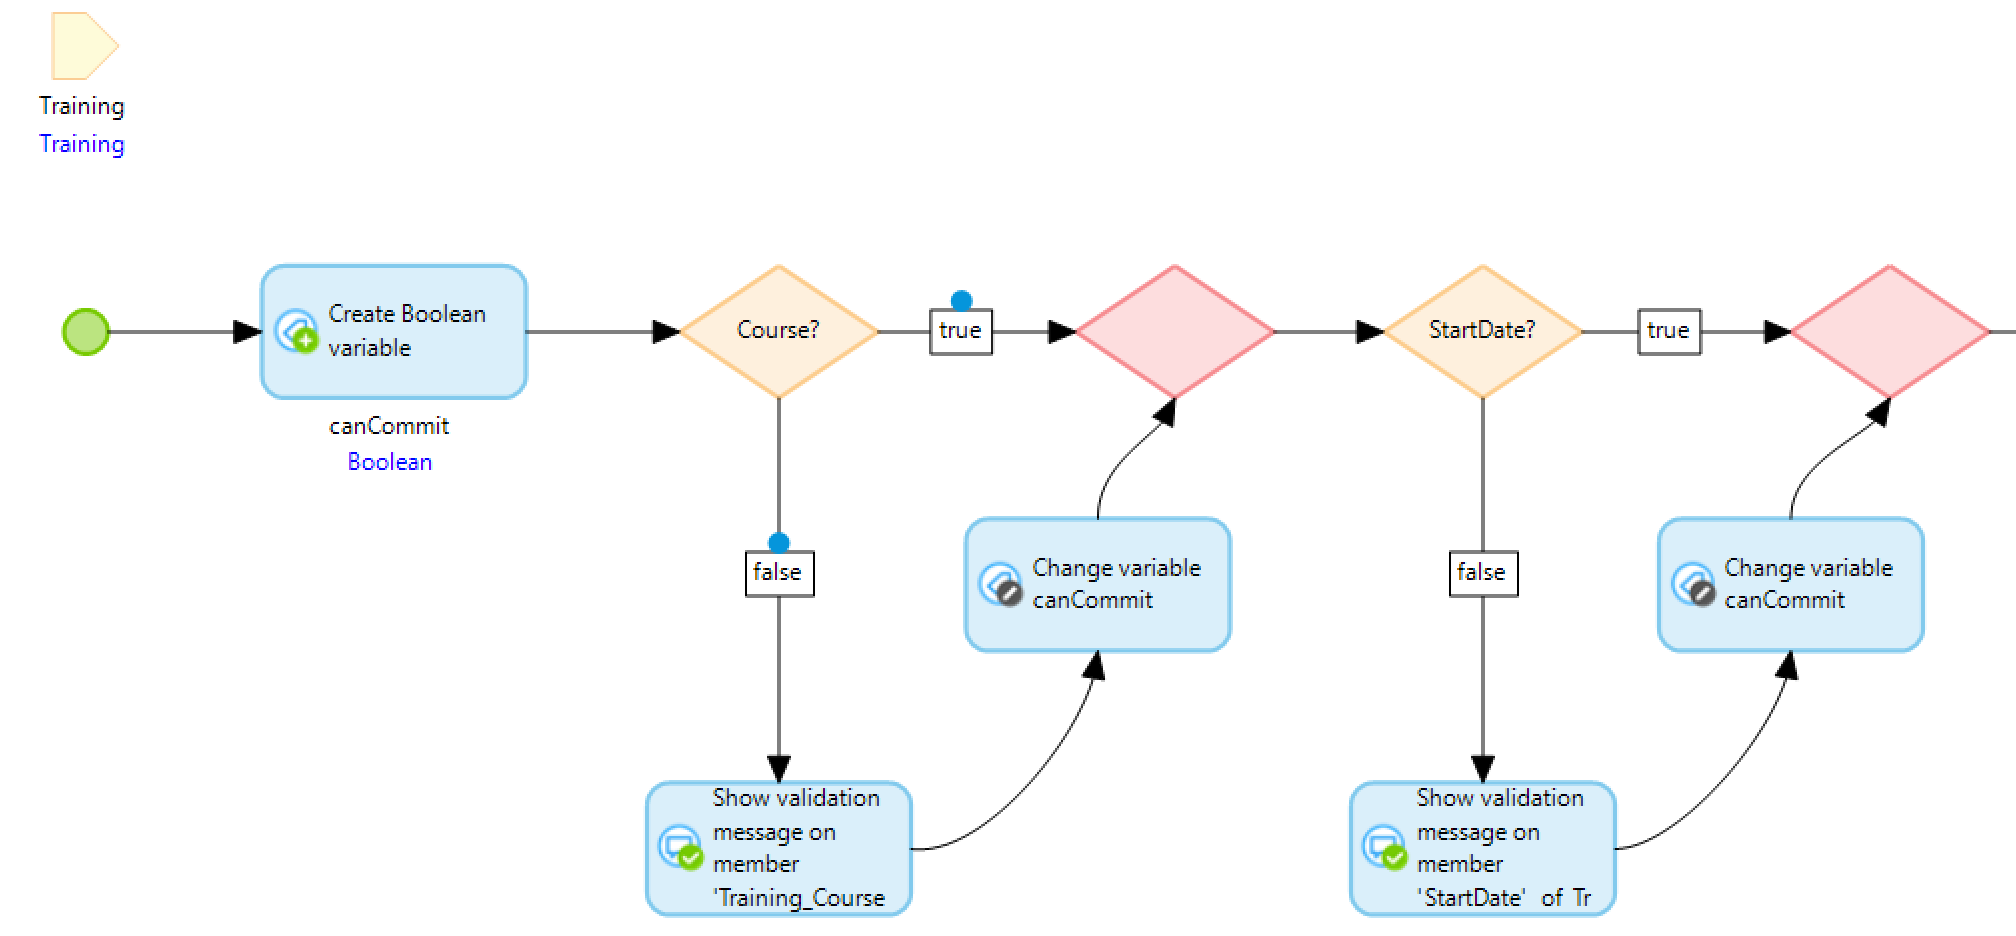 Training
Training
Create Boolean
variable
canCommit
Boolean
Course?
true
StartDate?
true
false
Change variable
canCommit
false
Change variable
canCommit
Show validation
message on
member
'Training_Course
Show validation
message on
member
'StartDate' of Tr